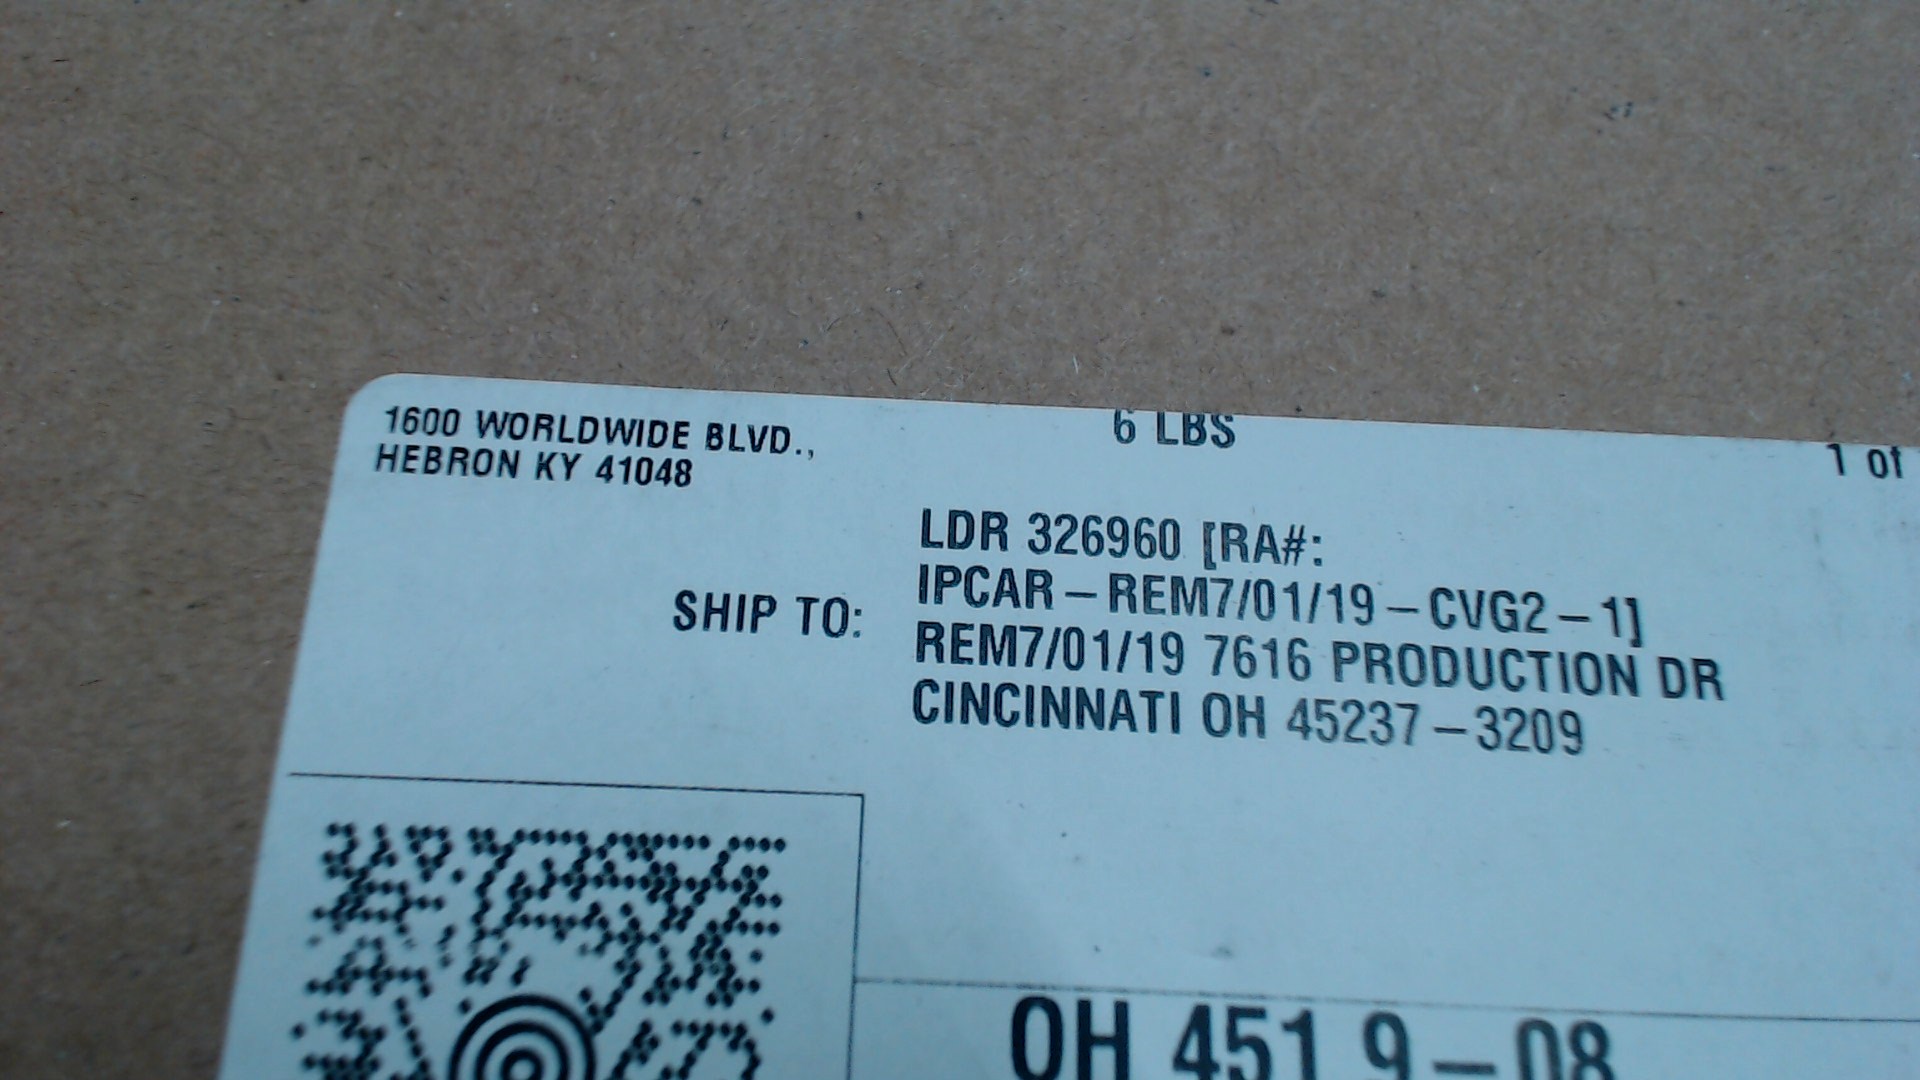 1600 WORLDWIDE BLVD.,
HEBRON KY 41048
6 LBS
1 of
SHIP TO:
LDR 326960 [RA#:
IPCAR-REM7/01/19-CVG2-1]
REM7/01/19 7616 PRODUCTION DR
CINCINNATI OH 45237-3209
OH 451 9-08